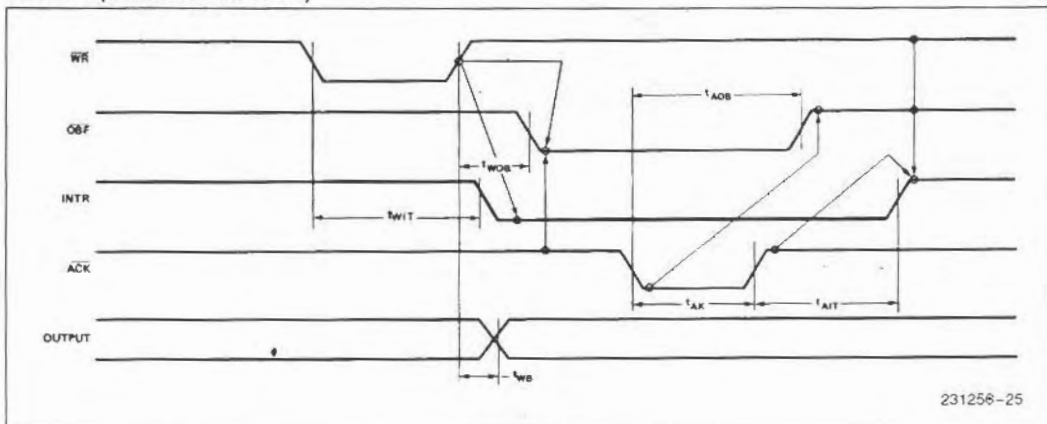 WR
tAOB
OBF
tWOB
INTR
tWIT
ACK
tAK
tAIT
OUTPUT
tWB
231256-25